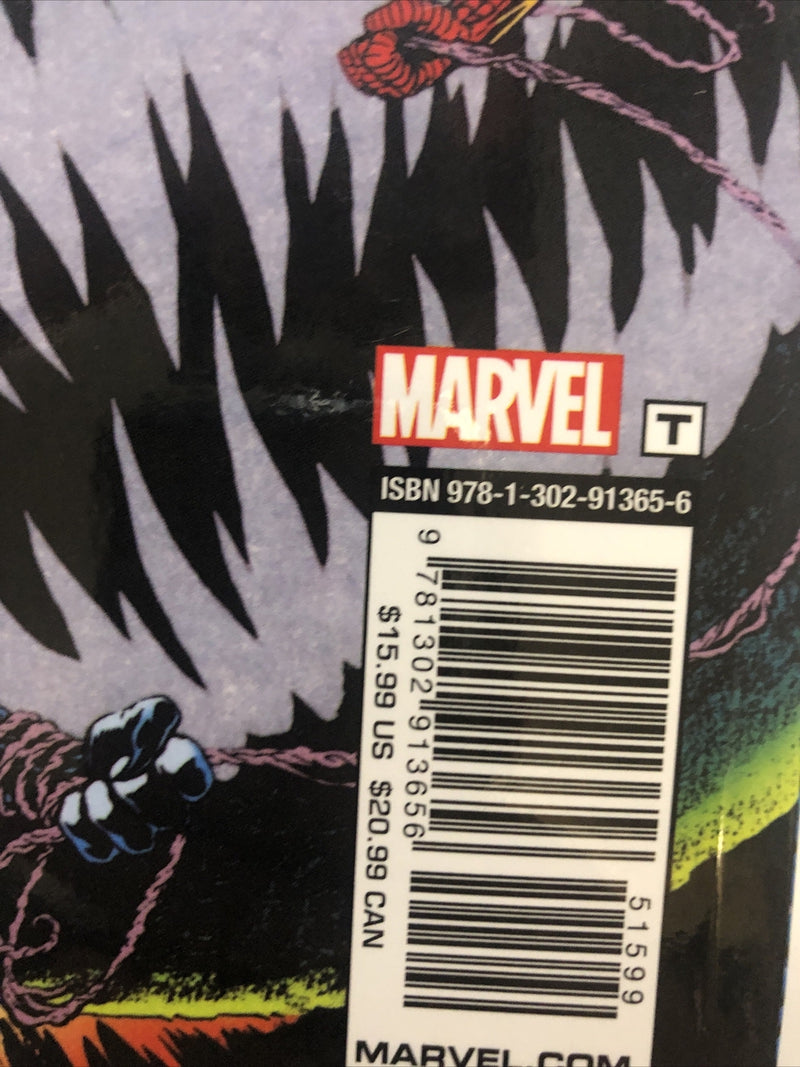 MARVEL
T
ISBN 978-1-302-91365-6
9 781302 913656
51599
$15.99 US $20.99 CAN
MARVEL.COM